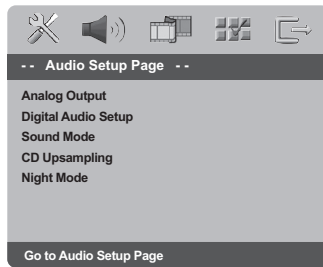 -- Audio Setup Page --
Analog Output
Digital Audio Setup
Sound Mode
CD Upsampling
Night Mode
Go to Audio Setup Page